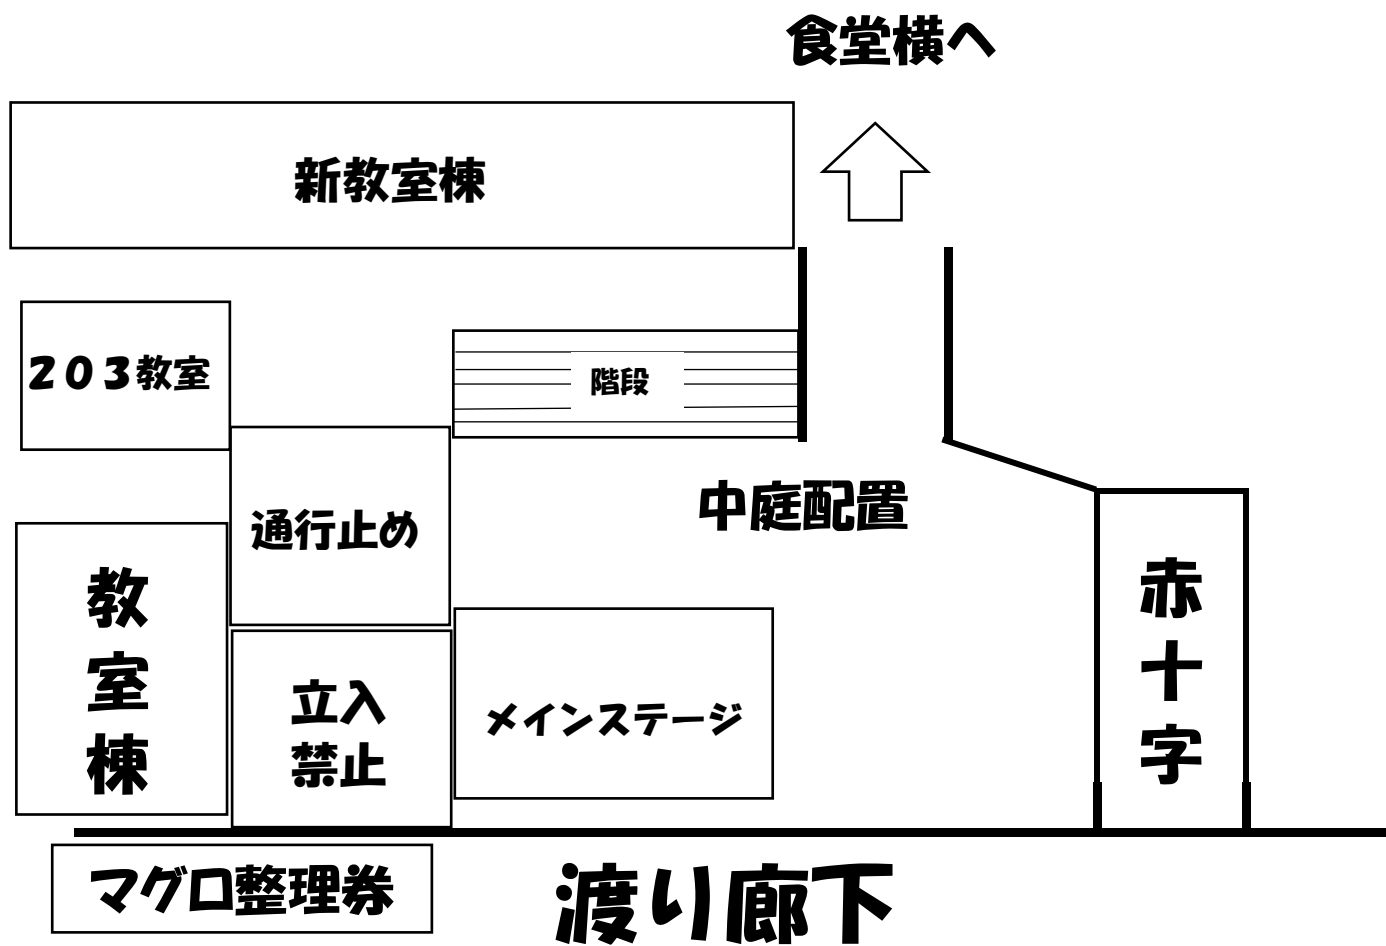 食堂横へ
新教室棟
２０３教室
階段
通行止め
中庭配置
教室棟
立入
禁止
メインステージ
赤十字
マグロ整理券
渡り廊下